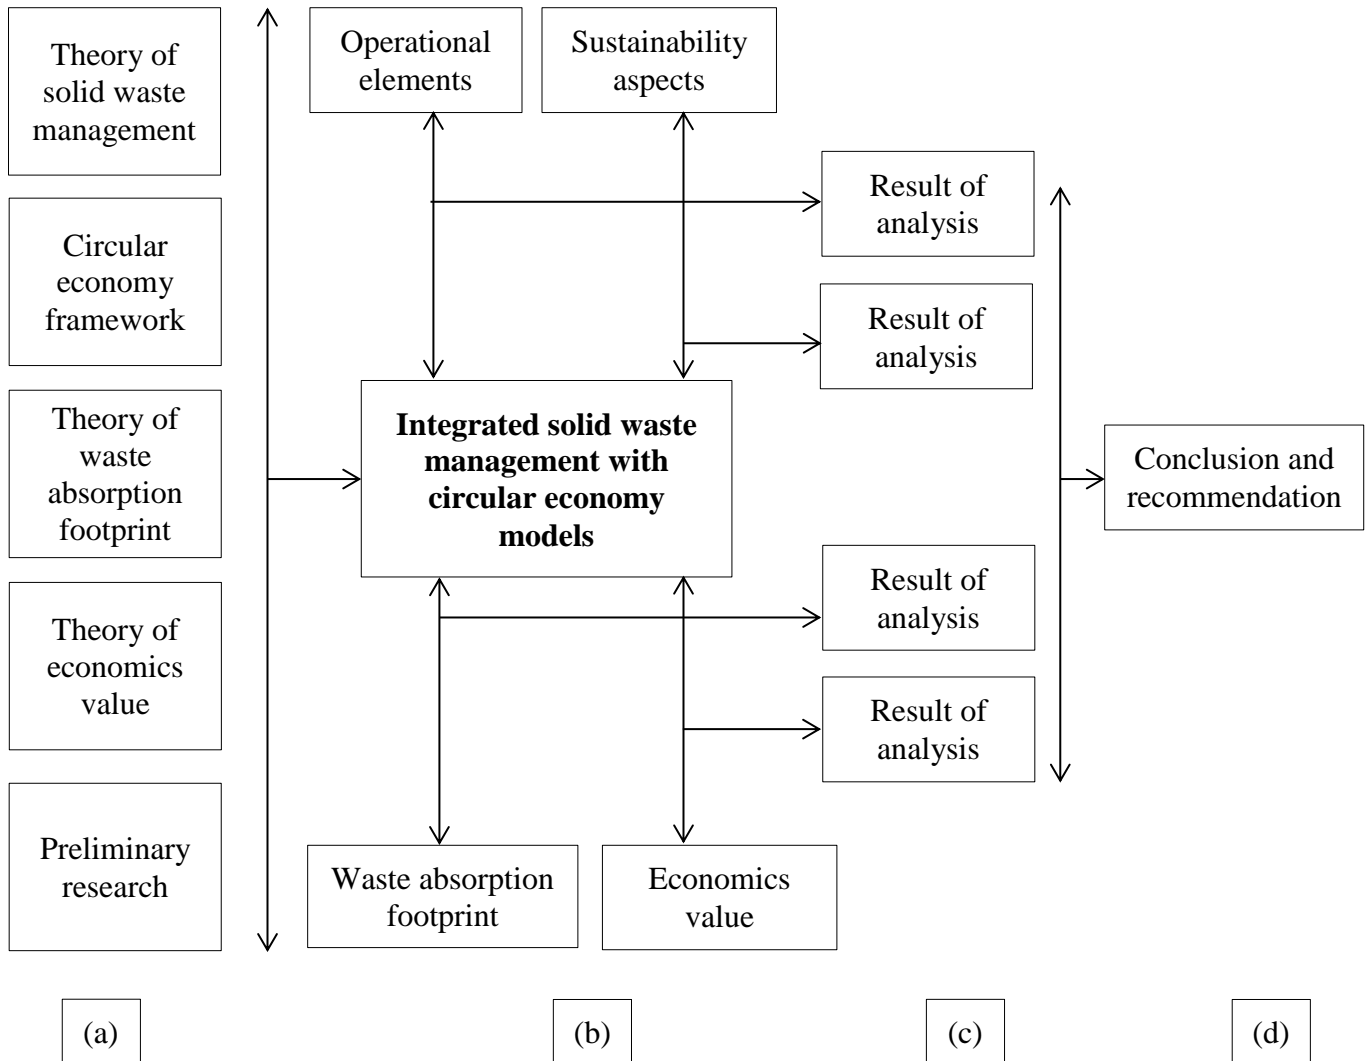 Theory of
solid waste
management
Circular
economy
framework
Theory of
waste
absorption
footprint
Theory of
economics
value
Preliminary
research
Operational
elements
Sustainability
aspects
Integrated solid waste
management with
circular economy
models
Waste absorption
footprint
Economics
value
Result of
analysis
Result of
analysis
Result of
analysis
Result of
analysis
Conclusion and
recommendation
(a)
(b)
(c)
(d)